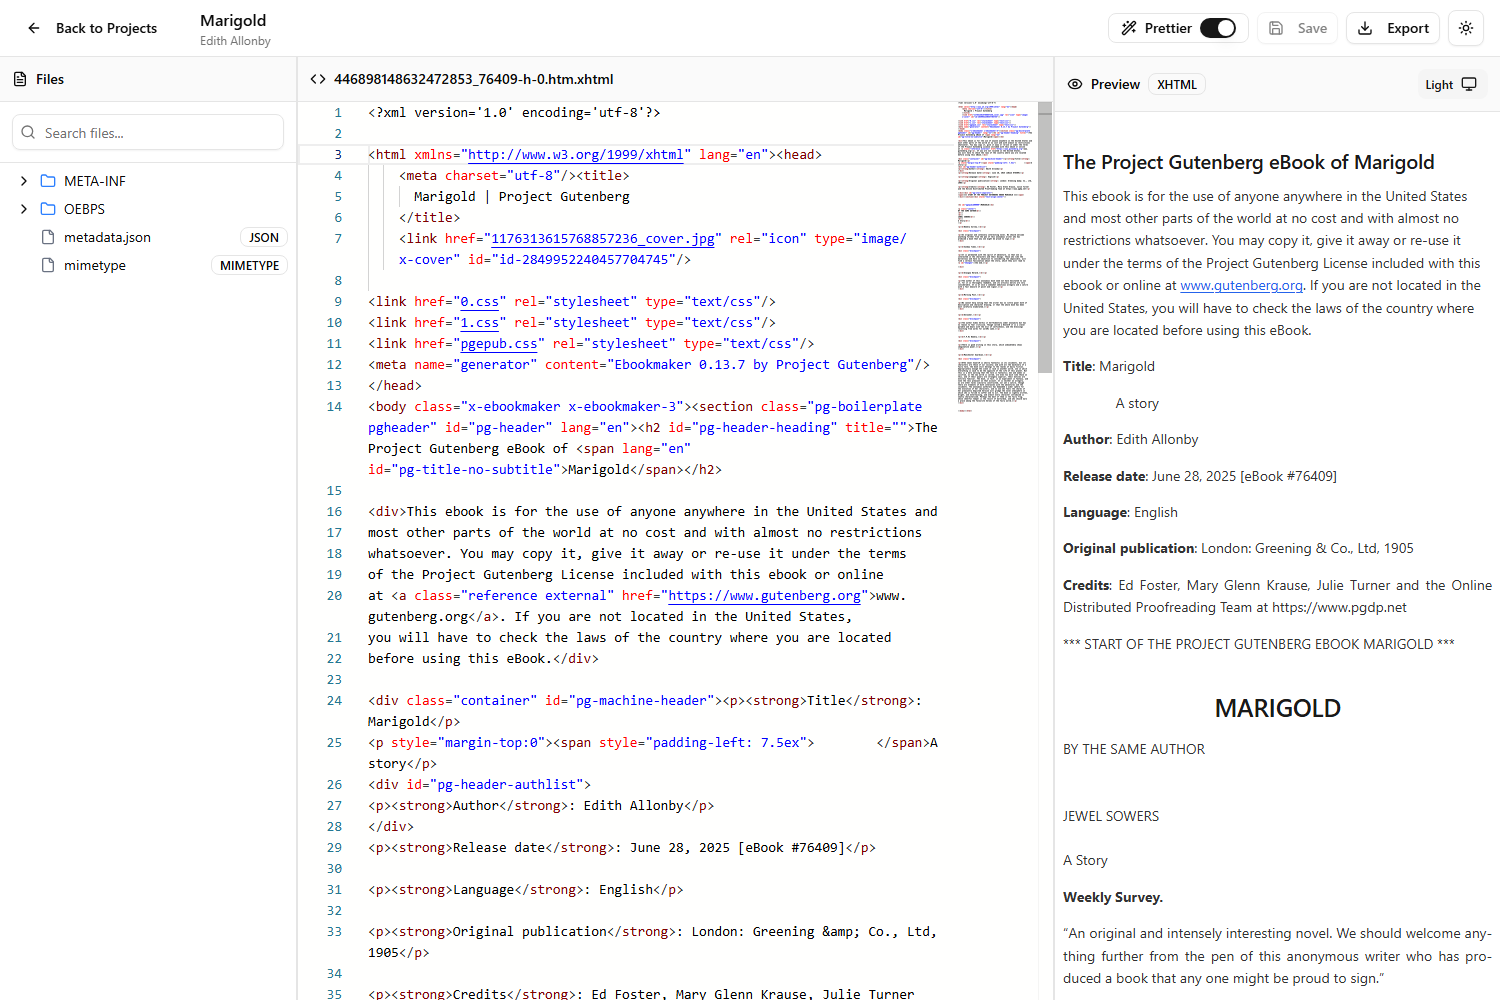 Back to Projects
Marigold
Edith Allonby
Prettier
Save
Export
Files
Search files...
META-INF
OEBPS
metadata.json JSON
mimetype MIMETYPE
446898148632472853_76409-h-0.htm.xhtml
1 <?xml version='1.0' encoding='utf-8'?>
2
3 <html xmlns="http://www.w3.org/1999/xhtml" lang="en"><head>
4 <meta charset="utf-8"/><title>
5 Marigold | Project Gutenberg
6 </title>
7 <link href="1176313615768857236_cover.jpg" rel="icon" type="image/
x-cover" id="id-2849952240457704745"/>
8
9 <link href="0.css" rel="stylesheet" type="text/css"/>
10 <link href="1.css" rel="stylesheet" type="text/css"/>
11 <link href="pgepub.css" rel="stylesheet" type="text/css"/>
12 <meta name="generator" content="Ebookmaker 0.13.7 by Project Gutenberg"/>
13 </head>
14 <body class="x-ebookmaker x-ebookmaker-3"><section class="pg-boilerplate
pgheader" id="pg-header" lang="en"><h2 id="pg-header-heading" title="">The
Project Gutenberg eBook of <span lang="en"
id="pg-title-no-subtitle">Marigold</span></h2>
15
16 <div>This ebook is for the use of anyone anywhere in the United States and
17 most other parts of the world at no cost and with almost no restrictions
18 whatsoever. You may copy it, give it away or re-use it under the terms
19 of the Project Gutenberg License included with this ebook or online
20 at <a class="reference external" href="https://www.gutenberg.org">www.
gutenberg.org</a>. If you are not located in the United States,
21 you will have to check the laws of the country where you are located
22 before using this eBook.</div>
23
24 <div class="container" id="pg-machine-header"><p><strong>Title</strong>:
Marigold</p>
25 <p style="margin-top:0"><span style="padding-left: 7.5ex"> </span>A
story</p>
26 <div id="pg-header-authlist">
27 <p><strong>Author</strong>: Edith Allonby</p>
28 </div>
29 <p><strong>Release date</strong>: June 28, 2025 [eBook #76409]</p>
30
31 <p><strong>Language</strong>: English</p>
32
33 <p><strong>Original publication</strong>: London: Greening &amp; Co., Ltd,
1905</p>
34
35 <p><strong>Credits</strong>: Ed Foster, Mary Glenn Krause, Julie Turner
Preview XHTML
Light
The Project Gutenberg eBook of Marigold
This ebook is for the use of anyone anywhere in the United States
and most other parts of the world at no cost and with almost no
restrictions whatsoever. You may copy it, give it away or re-use it
under the terms of the Project Gutenberg License included with this
ebook or online at www.gutenberg.org. If you are not located in the
United States, you will have to check the laws of the country where
you are located before using this eBook.
Title: Marigold
A story
Author: Edith Allonby
Release date: June 28, 2025 [eBook #76409]
Language: English
Original publication: London: Greening & Co., Ltd, 1905
Credits: Ed Foster, Mary Glenn Krause, Julie Turner and the Online
Distributed Proofreading Team at https://www.pgdp.net
*** START OF THE PROJECT GUTENBERG EBOOK MARIGOLD ***
MARIGOLD
BY THE SAME AUTHOR
JEWEL SOWERS
A Story
Weekly Survey.
“An original and intensely interesting novel. We should welcome any-
thing further from the pen of this anonymous writer who has pro-
duced a book that any one might be proud to sign.”